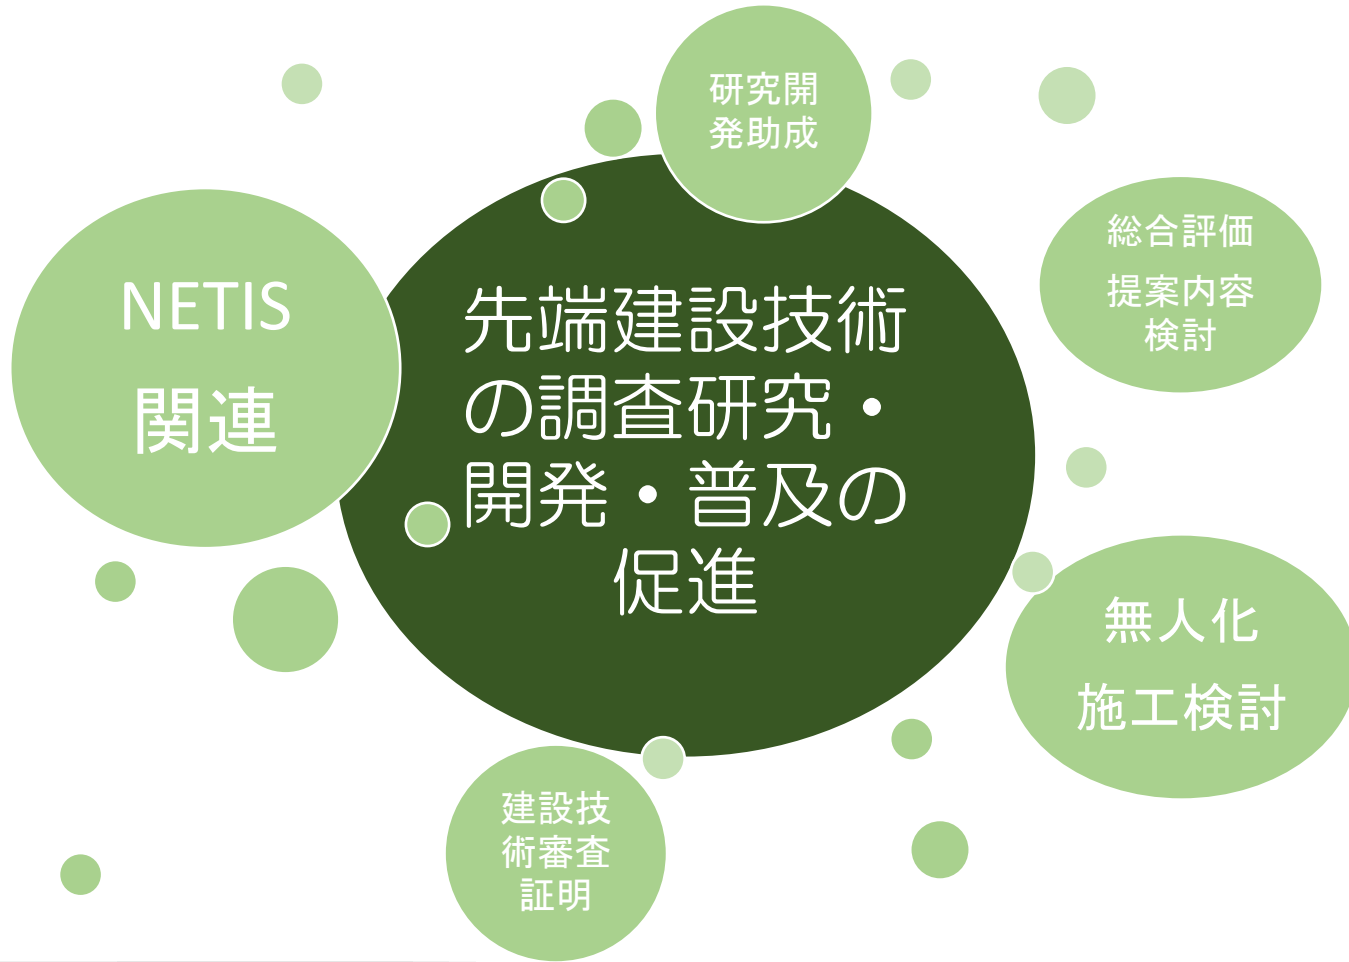 研究開
発助成
総合評価
提案内容
検討
NETIS
関連
先端建設技術
の調査研究・
開発・普及の
促進
無人化
施工検討
建設技
術審査
証明